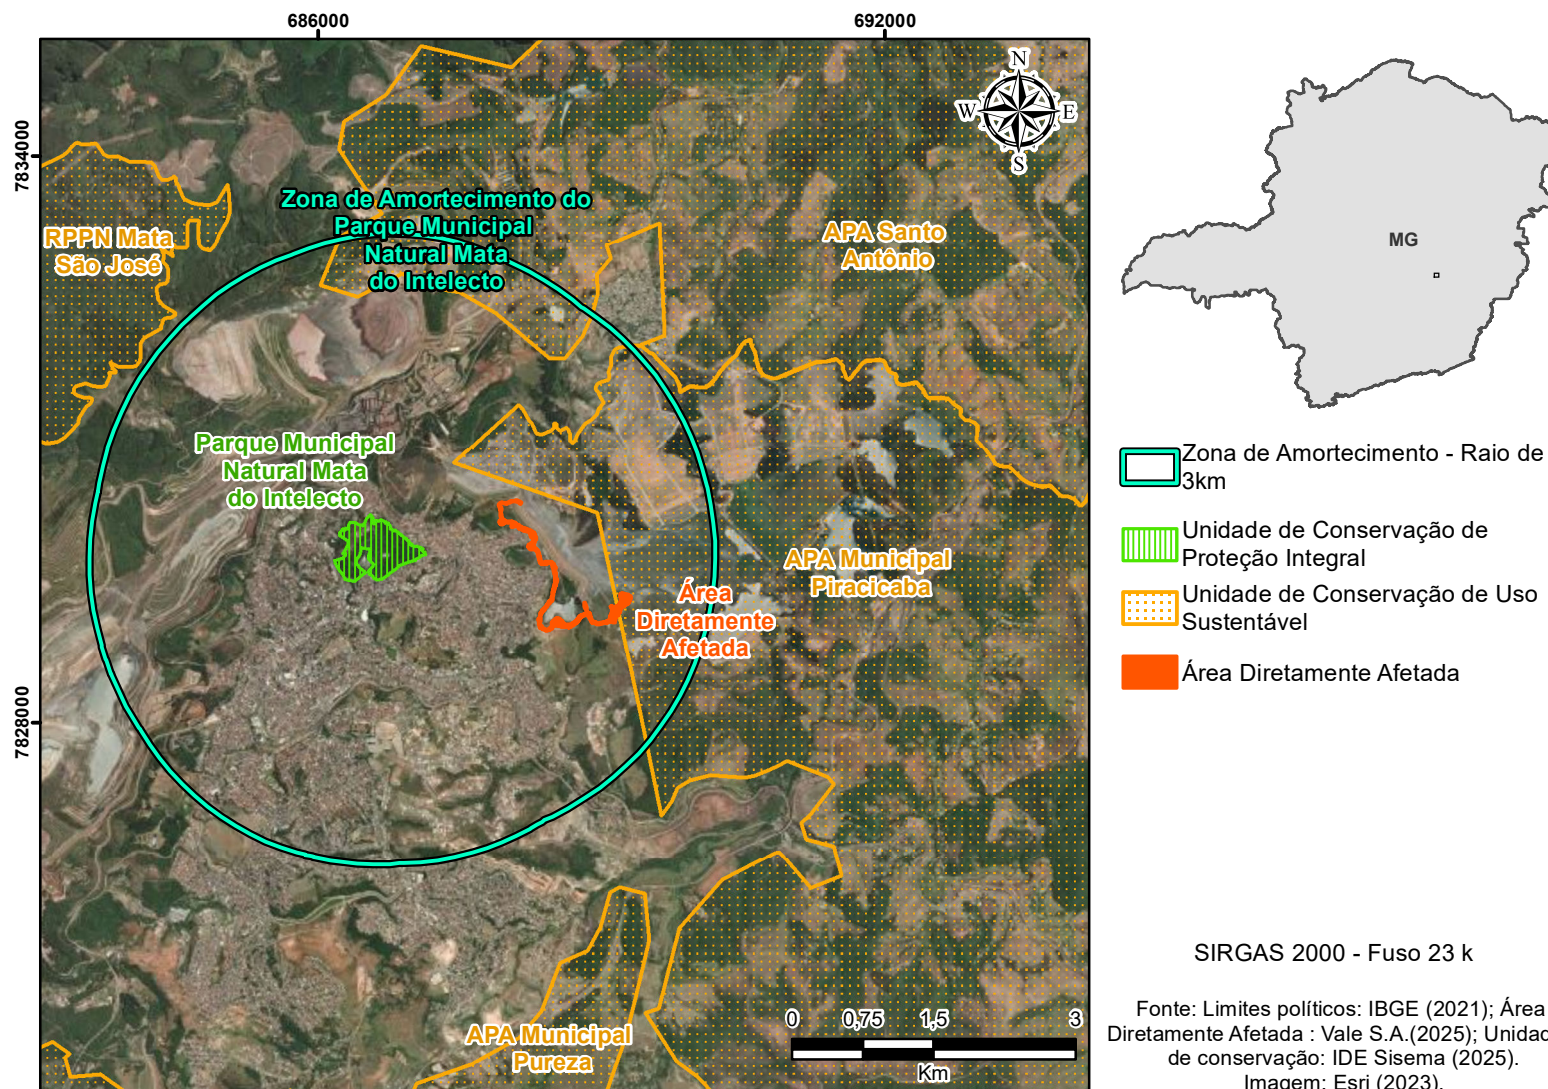 686000
692000
7834000
7828000
N
W
E
S
Zona de Amortecimento do
Parque Municipal
Natural Mata
do Intelecto
RPPN Mata
São José
APA Santo
Antônio
Parque Municipal
Natural Mata
do Intelecto
APA Municipal
Piracicaba
Área
Diretamente
Afetada
APA Municipal
Pureza
0 0,75 1,5 3
Km
MG
Zona de Amortecimento - Raio de
3km
Unidade de Conservação de
Proteção Integral
Unidade de Conservação de Uso
Sustentável
Área Diretamente Afetada
SIRGAS 2000 - Fuso 23 k
Fonte: Limites políticos: IBGE (2021); Área
Diretamente Afetada : Vale S.A.(2025); Unidad
de conservação: IDE Sisema (2025).
Imagem: Esri (2023).